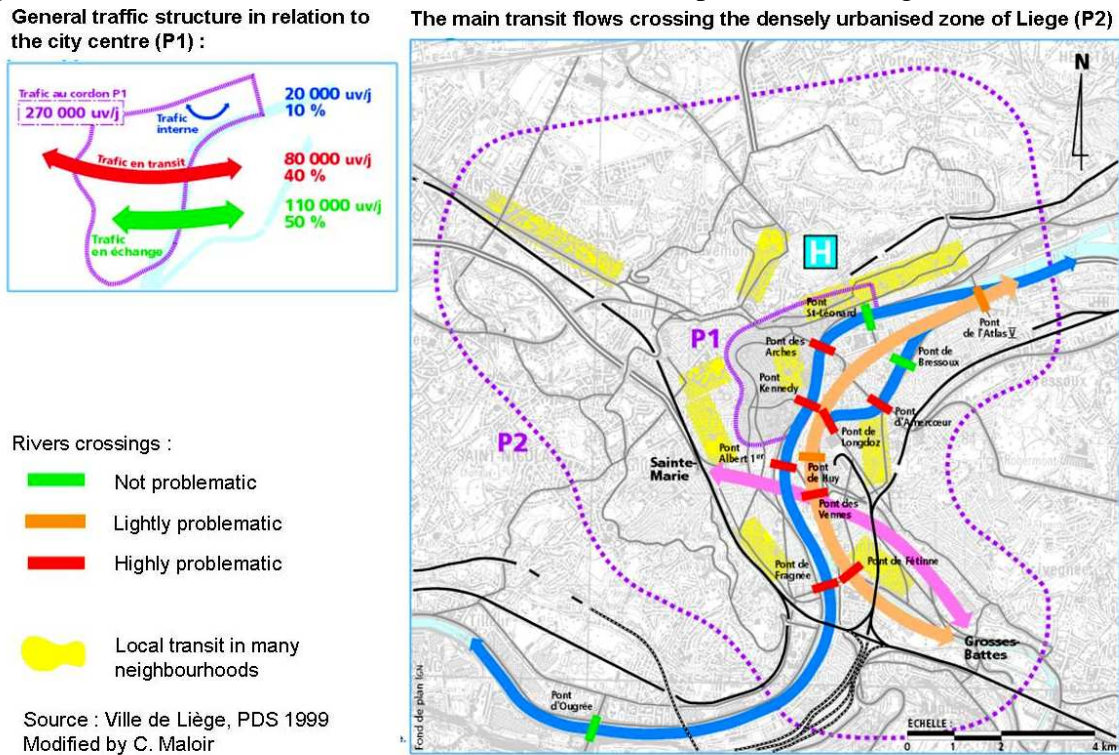 General traffic structure in relation to
the city centre (P1) :
Trafic au cordon P1
270 000 uv/j
Trafic
interne
20 000 uv/j
10 %
Trafic en transit
80 000 uv/j
40 %
110 000 uv/j
50 %
Trafic
en échange
Rivers crossings :
Not problematic
Lightly problematic
Highly problematic
Local transit in many
neighbourhoods
Source : Ville de Liège, PDS 1999
Modified by C. Maloir
The main transit flows crossing the densely urbanised zone of Liege (P2)
N
H
Pont
St-Léonard
P1
Pont des
Arches
Pont
de l'Atlas V
Pont de
Bressoux
Pont
Kennedy
Pont
d'Amercœur
Pont de
Longdoz
P2
Pont
Albert 1er
Sainte-
Marie
Pont
de Huy
Pont des
Vennes
Pont de
Fragnée
Pont de Fétinne
Grosses-
Battes
Pont
d'Ougrée
Fond de plan IGN
ÉCHELLE :
0 2 4 km